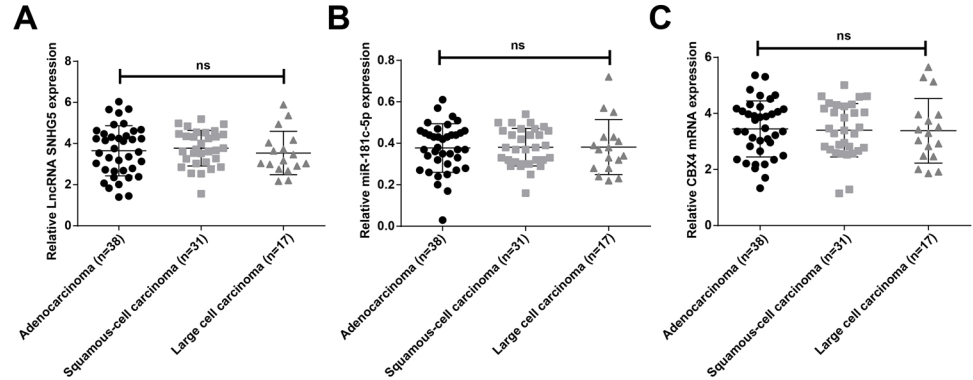 A
Relative LncRNA SNHG5 expression
8
6
4
2
0
ns
Adenocarcinoma (n=38)
Squamous-cell carcinoma (n=31)
Large cell carcinoma (n=17)
B
Relative miR-181c-5p expression
0.8
0.6
0.4
0.2
0.0
ns
Adenocarcinoma (n=38)
Squamous-cell carcinoma (n=31)
Large cell carcinoma (n=17)
C
Relative CBX4 mRNA expression
6
4
2
0
ns
Adenocarcinoma (n=38)
Squamous-cell carcinoma (n=31)
Large cell carcinoma (n=17)